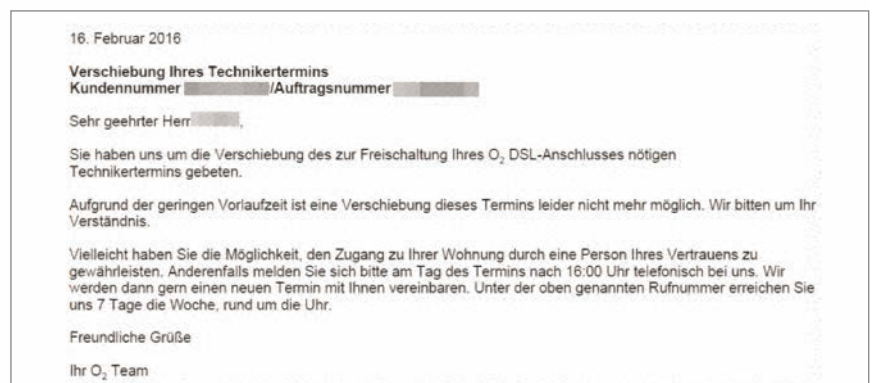 16. Februar 2016
Verschiebung Ihres Technikertermins
Kundennummer /Auftragsnummer
Sehr geehrter Herr ,
Sie haben uns um die Verschiebung des zur Freischaltung Ihres O₂ DSL-Anschlusses nötigen
Technikertermins gebeten.
Aufgrund der geringen Vorlaufzeit ist eine Verschiebung dieses Termins leider nicht mehr möglich. Wir bitten um Ihr
Verständnis.
Vielleicht haben Sie die Möglichkeit, den Zugang zu Ihrer Wohnung durch eine Person Ihres Vertrauens zu
gewährleisten. Anderenfalls melden Sie sich bitte am Tag des Termins nach 16:00 Uhr telefonisch bei uns. Wir
werden dann gern einen neuen Termin mit Ihnen vereinbaren. Unter der oben genannten Rufnummer erreichen Sie
uns 7 Tage die Woche, rund um die Uhr.
Freundliche Grüße
Ihr O₂ Team